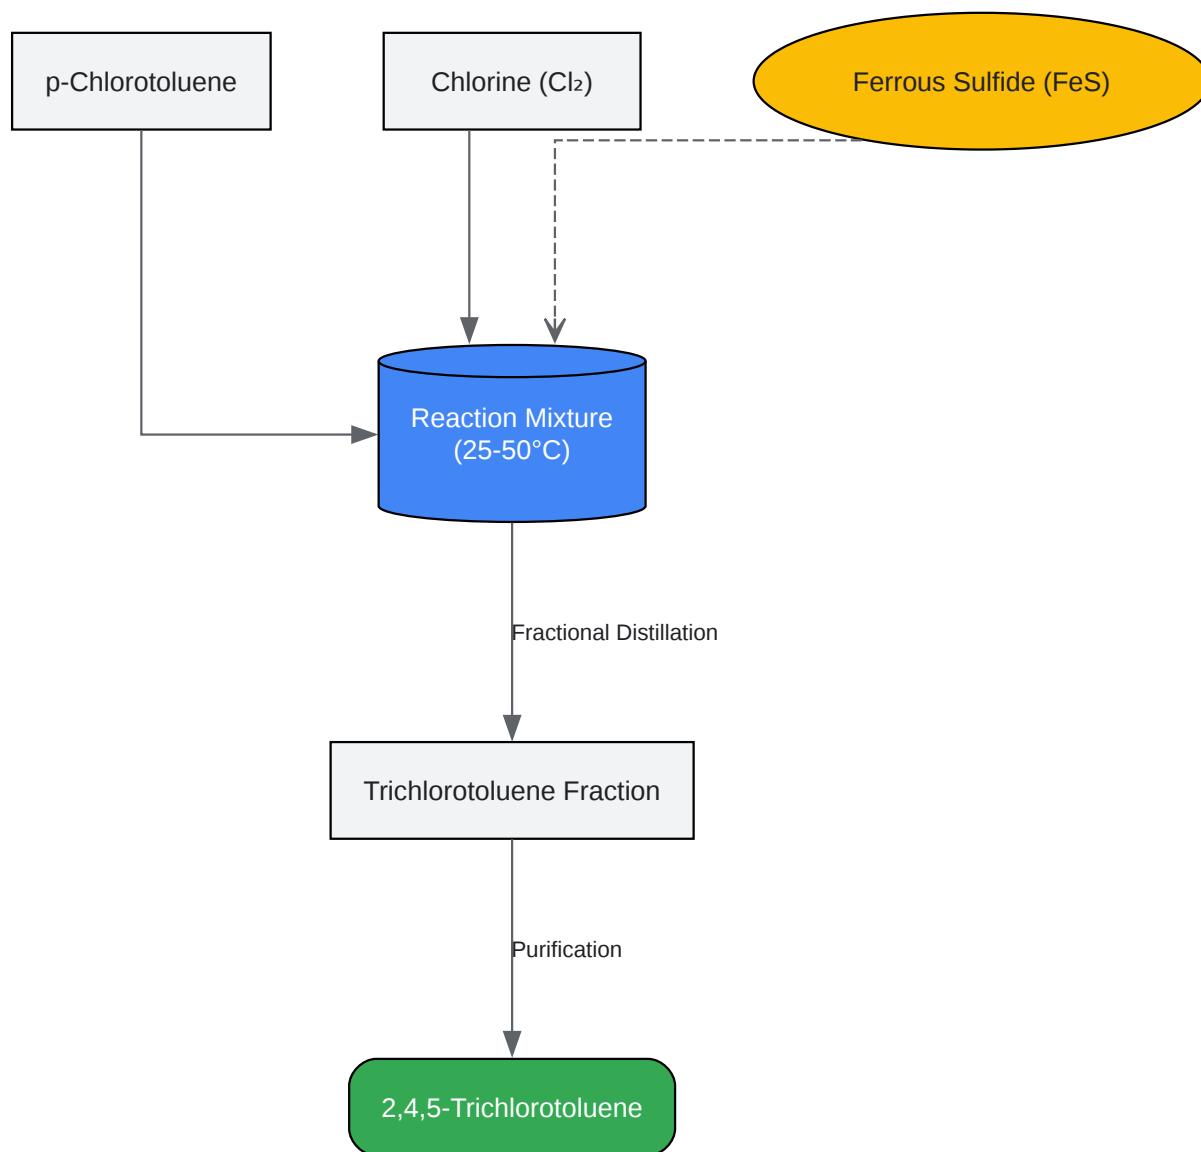 p-Chlorotoluene
Chlorine (Cl₂)
Ferrous Sulfide (FeS)
Reaction Mixture
(25-50°C)
Fractional Distillation
Trichlorotoluene Fraction
Purification
2,4,5-Trichlorotoluene